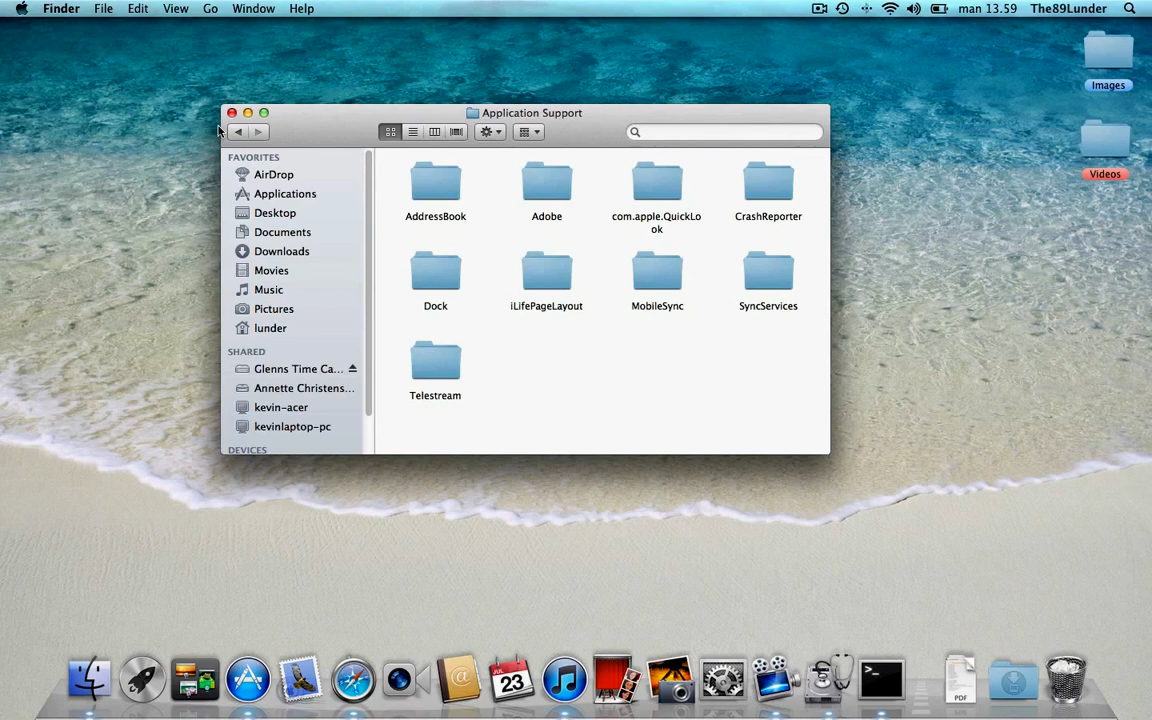 Finder File Edit View Go Window Help man 13.59 The89Lunder
Images
Videos
Application Support
FAVORITES
AirDrop
Applications
Desktop
Documents
Downloads
Movies
Music
Pictures
lunder
SHARED
Glenns Time Ca...
Annette Christens...
kevin-acer
kevinlaptop-pc
DEVICES
AddressBook Adobe com.apple.QuickLo CrashReporter
ok
Dock iLifePageLayout MobileSync SyncServices
Telestream
JUL
23
@
>_
PDF